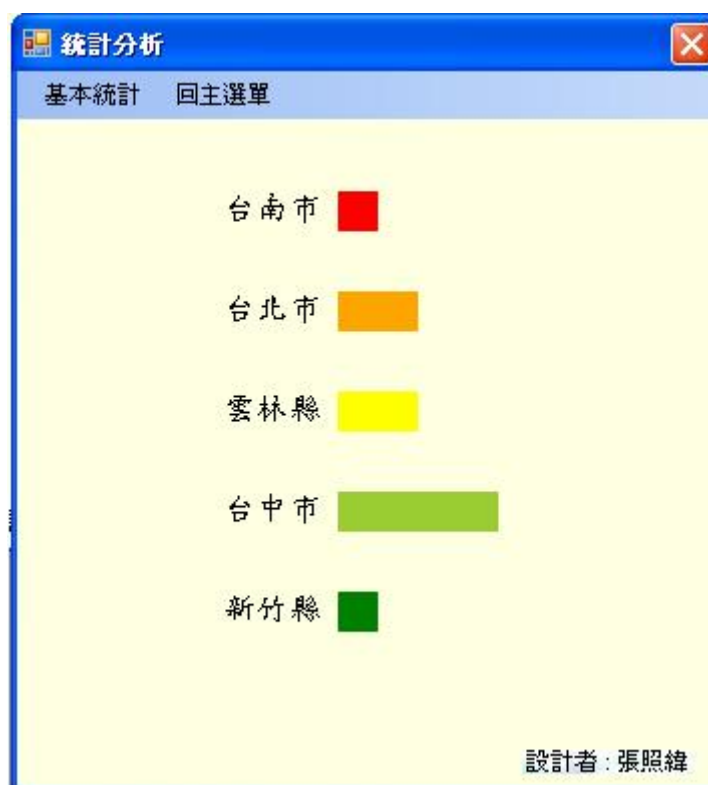 統計分析
基本統計 回主選單
台南市
台北市
雲林縣
台中市
新竹縣
設計者 : 張照緯